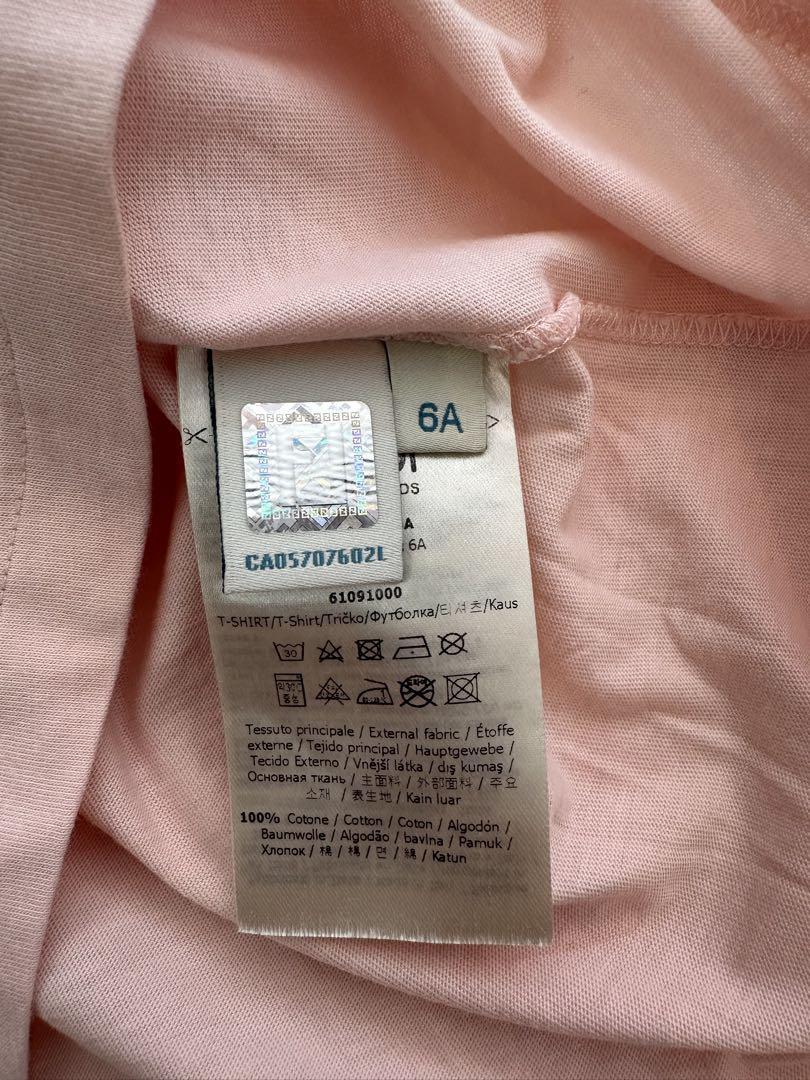 6A
CA05707602L
DS
A
6A
61091000
T-SHIRT/T-Shirt/Tričko/Футболка/티셔츠/Kaus
30
Tessuto principale / External fabric / Étoffe
externe / Tejido principal / Hauptgewebe /
Tecido Externo / Vnější látka / dış kumaş /
Основная ткань / 主面料 / 外部面料 / 주요
소재 / 表生地 / Kain luar
100% Cotone / Cotton / Coton / Algodón /
Baumwolle / Algodão / bavlna / Pamuk /
Хлопок / 棉 / 棉 / 면 / 綿 / Katun